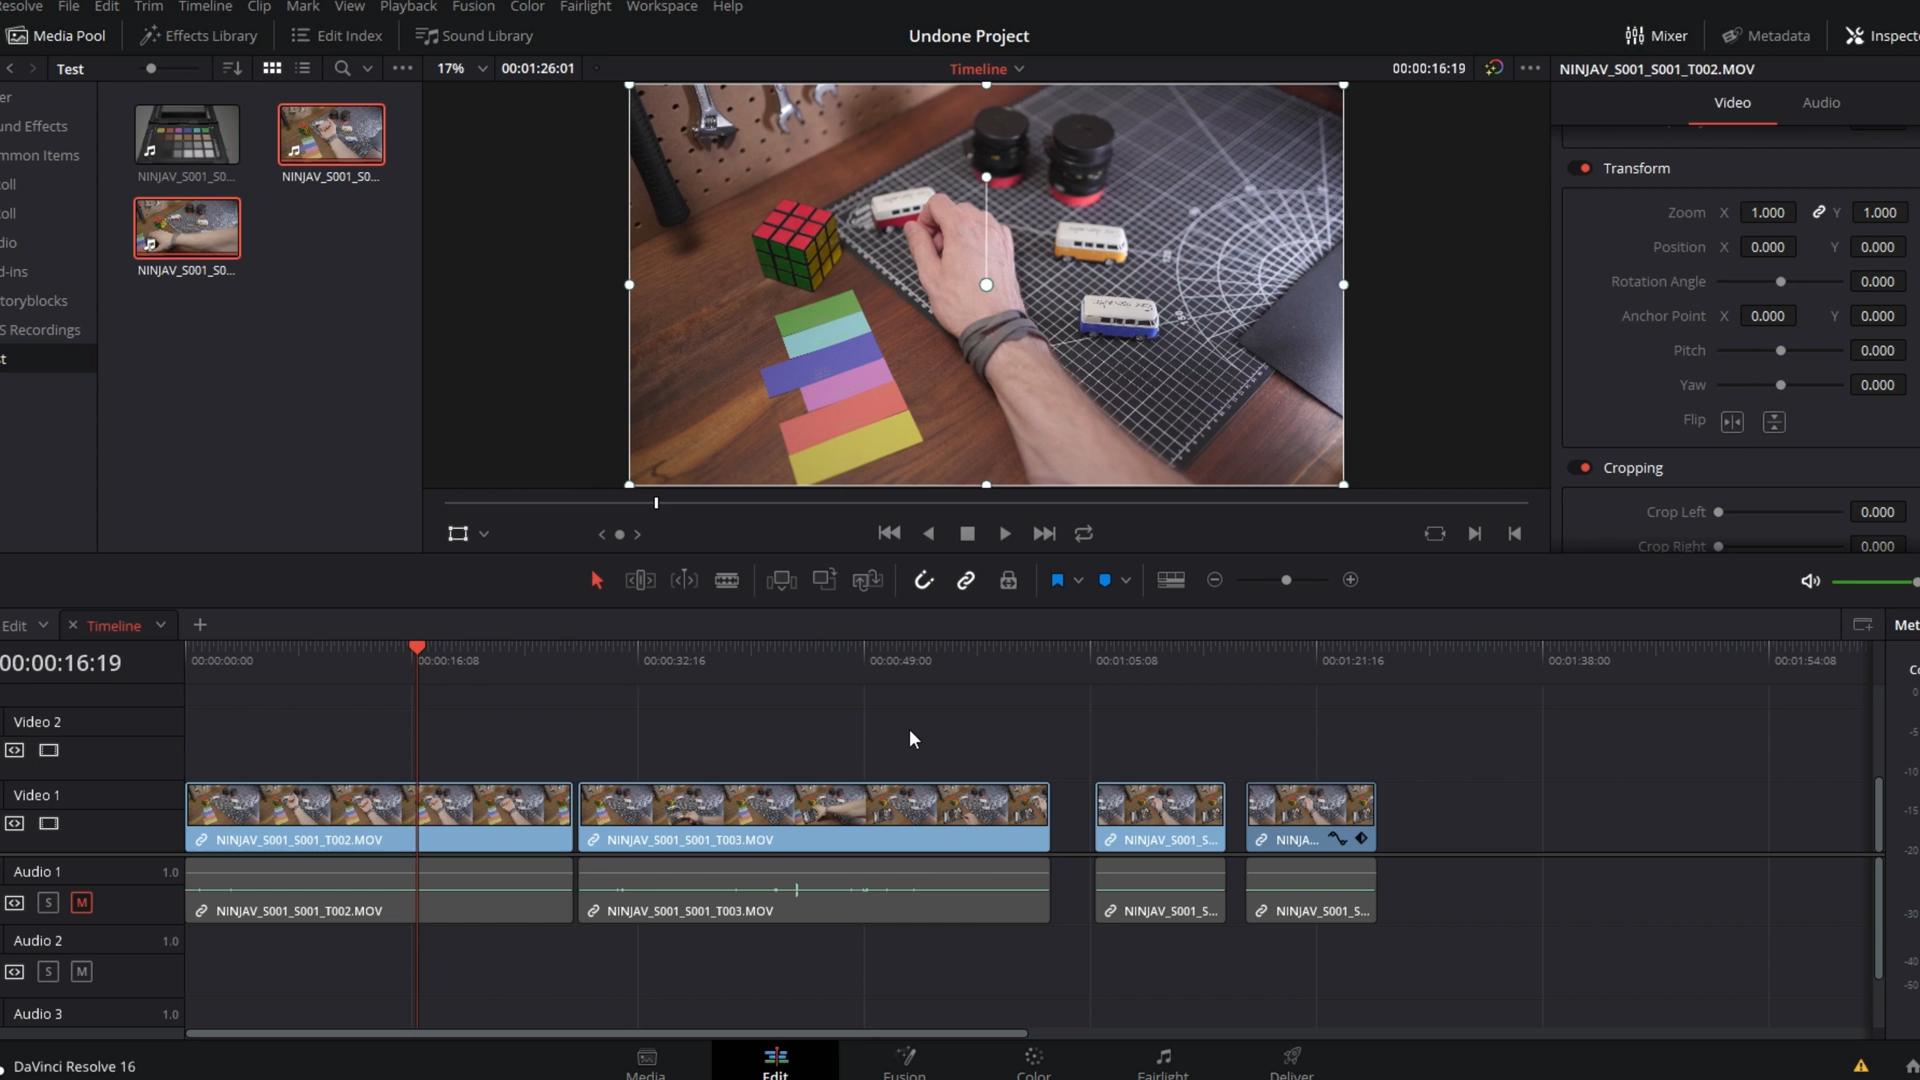 esolve File Edit Trim Timeline Clip Mark View Playback Fusion Color Fairlight Workspace Help
Media Pool Effects Library Edit Index Sound Library Undone Project Mixer Metadata Inspect
Test 17% 00:01:26:01 Timeline 00:00:16:19 NINJAV_S001_S001_T002.MOV
Video Audio
er
und Effects
mmon Items
oll
oll
dio
d-ins
toryblocks
S Recordings
t
NINJAV_S001_S0... NINJAV_S001_S0...
NINJAV_S001_S0...
Transform
Zoom X 1.000 Y 1.000
Position X 0.000 Y 0.000
Rotation Angle 0.000
Anchor Point X 0.000 Y 0.000
Pitch 0.000
Yaw 0.000
Flip
Cropping
Crop Left 0.000
Crop Right 0.000
Edit Timeline Met
00:00:16:19 00:00:00:00 00:00:16:08 00:00:32:16 00:00:49:00 00:01:05:08 00:01:21:16 00:01:38:00 00:01:54:08
Video 2
Video 1
NINJAV_S001_S001_T002.MOV NINJAV_S001_S001_T003.MOV NINJAV_S001_S... NINJA...
Audio 1 1.0
S M
NINJAV_S001_S001_T002.MOV NINJAV_S001_S001_T003.MOV NINJAV_S001_S... NINJAV_S001_S...
Audio 2 1.0
S M
Audio 3 1.0
0
-5
-10
-15
-20
-30
-40
-50
DaVinci Resolve 16 Media Edit Fusion Color Fairlight Deliver